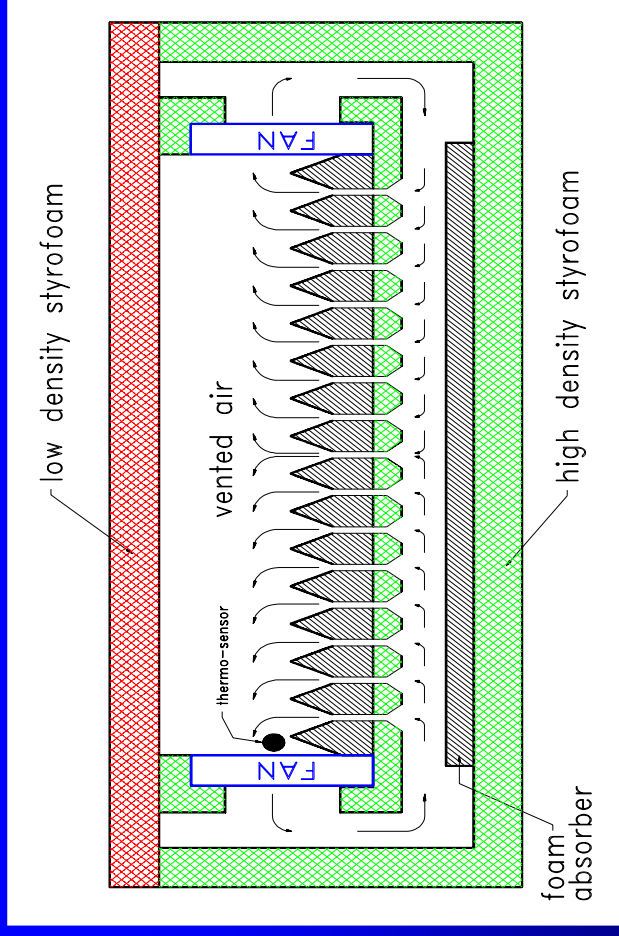 low density styrofoam
FAN
vented air
thermo-sensor
FAN
high density styrofoam
foam
absorber